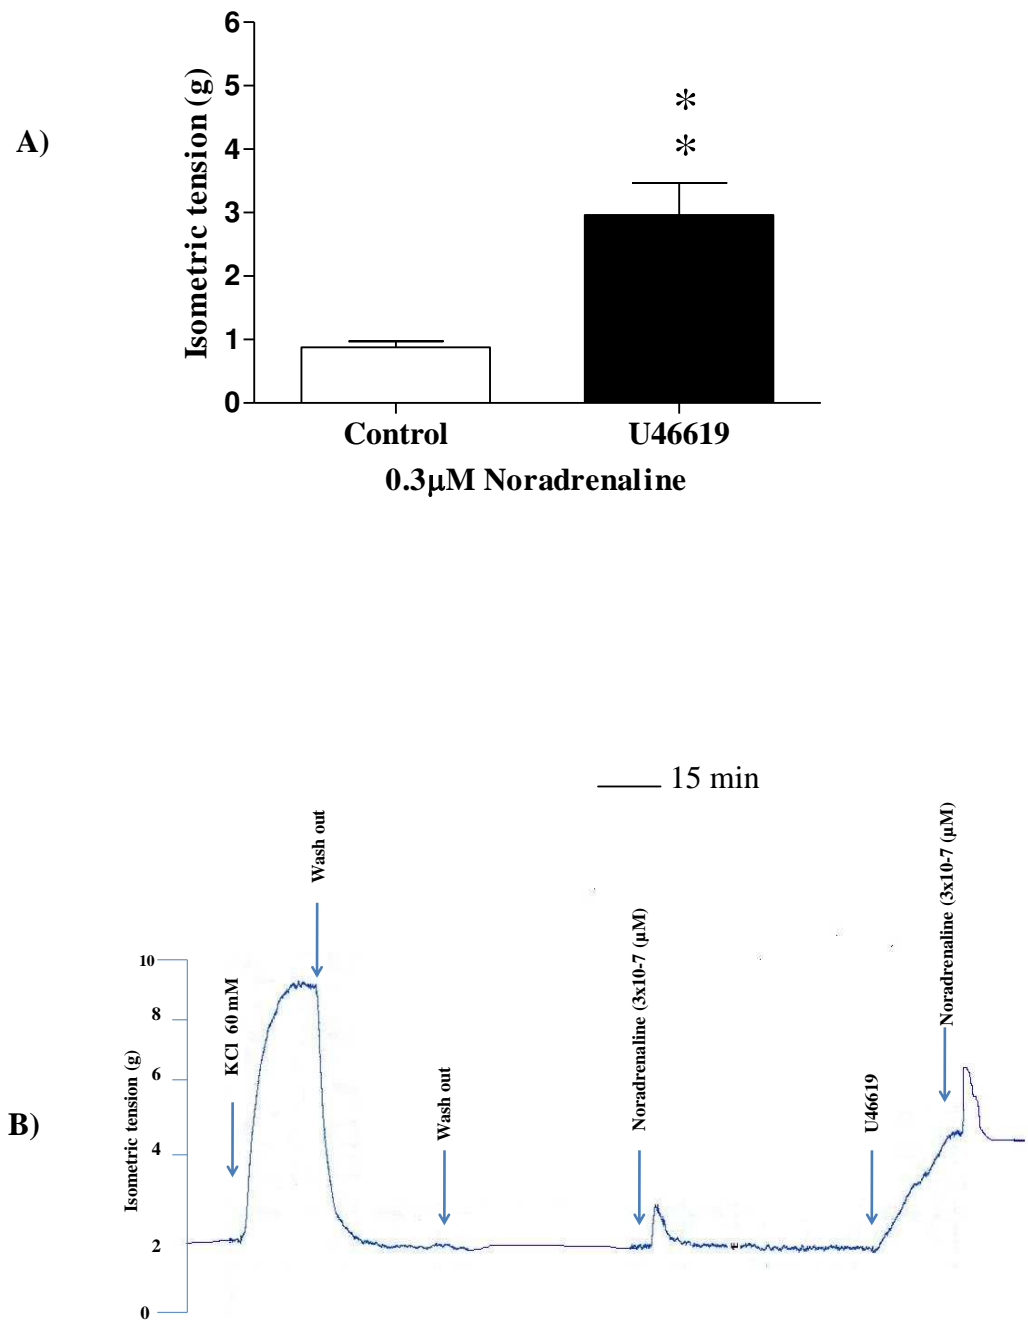 A)
Isometric tension (g)
6
5
4
3
2
1
0
*
*
Control U46619
0.3μM Noradrenaline
15 min
B)
Isometric tension (g)
10
8
6
4
2
0
KCl 60 mM
Wash out
Wash out
Noradrenaline (3x10-7 (μM)
U46619
Noradrenaline (3x10-7 (μM)